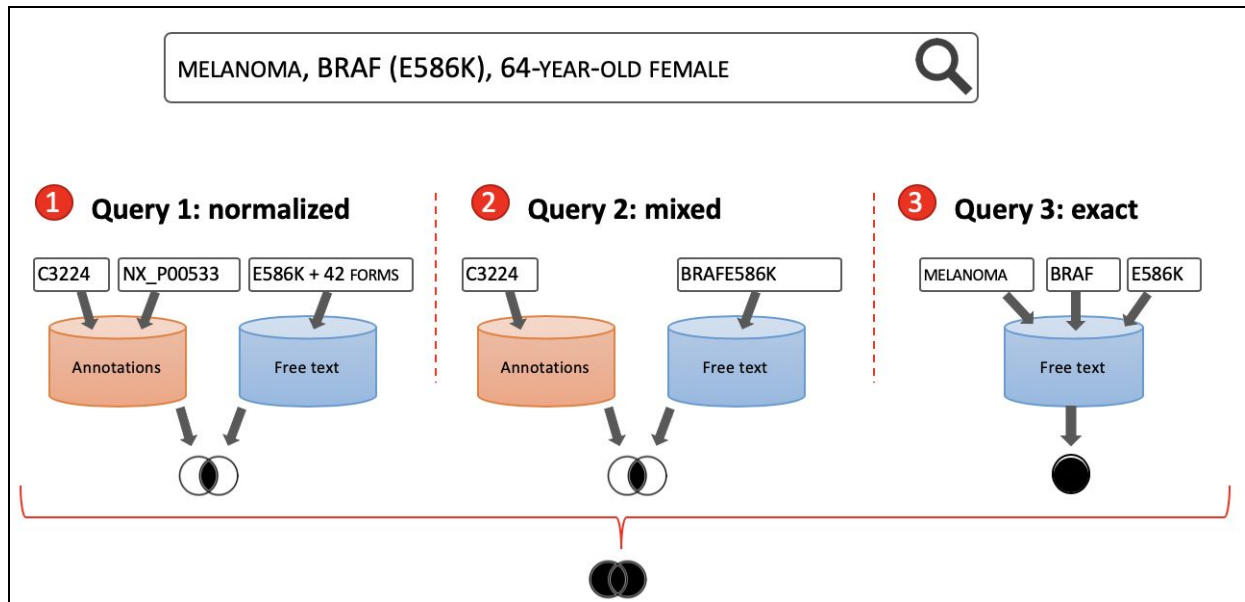 MELANOMA, BRAF (E586K), 64-YEAR-OLD FEMALE
1 Query 1: normalized
C3224 NX_P00533 E586K + 42 FORMS
Annotations Free text
2 Query 2: mixed
C3224 BRAFE586K
Annotations Free text
3 Query 3: exact
MELANOMA BRAF E586K
Free text